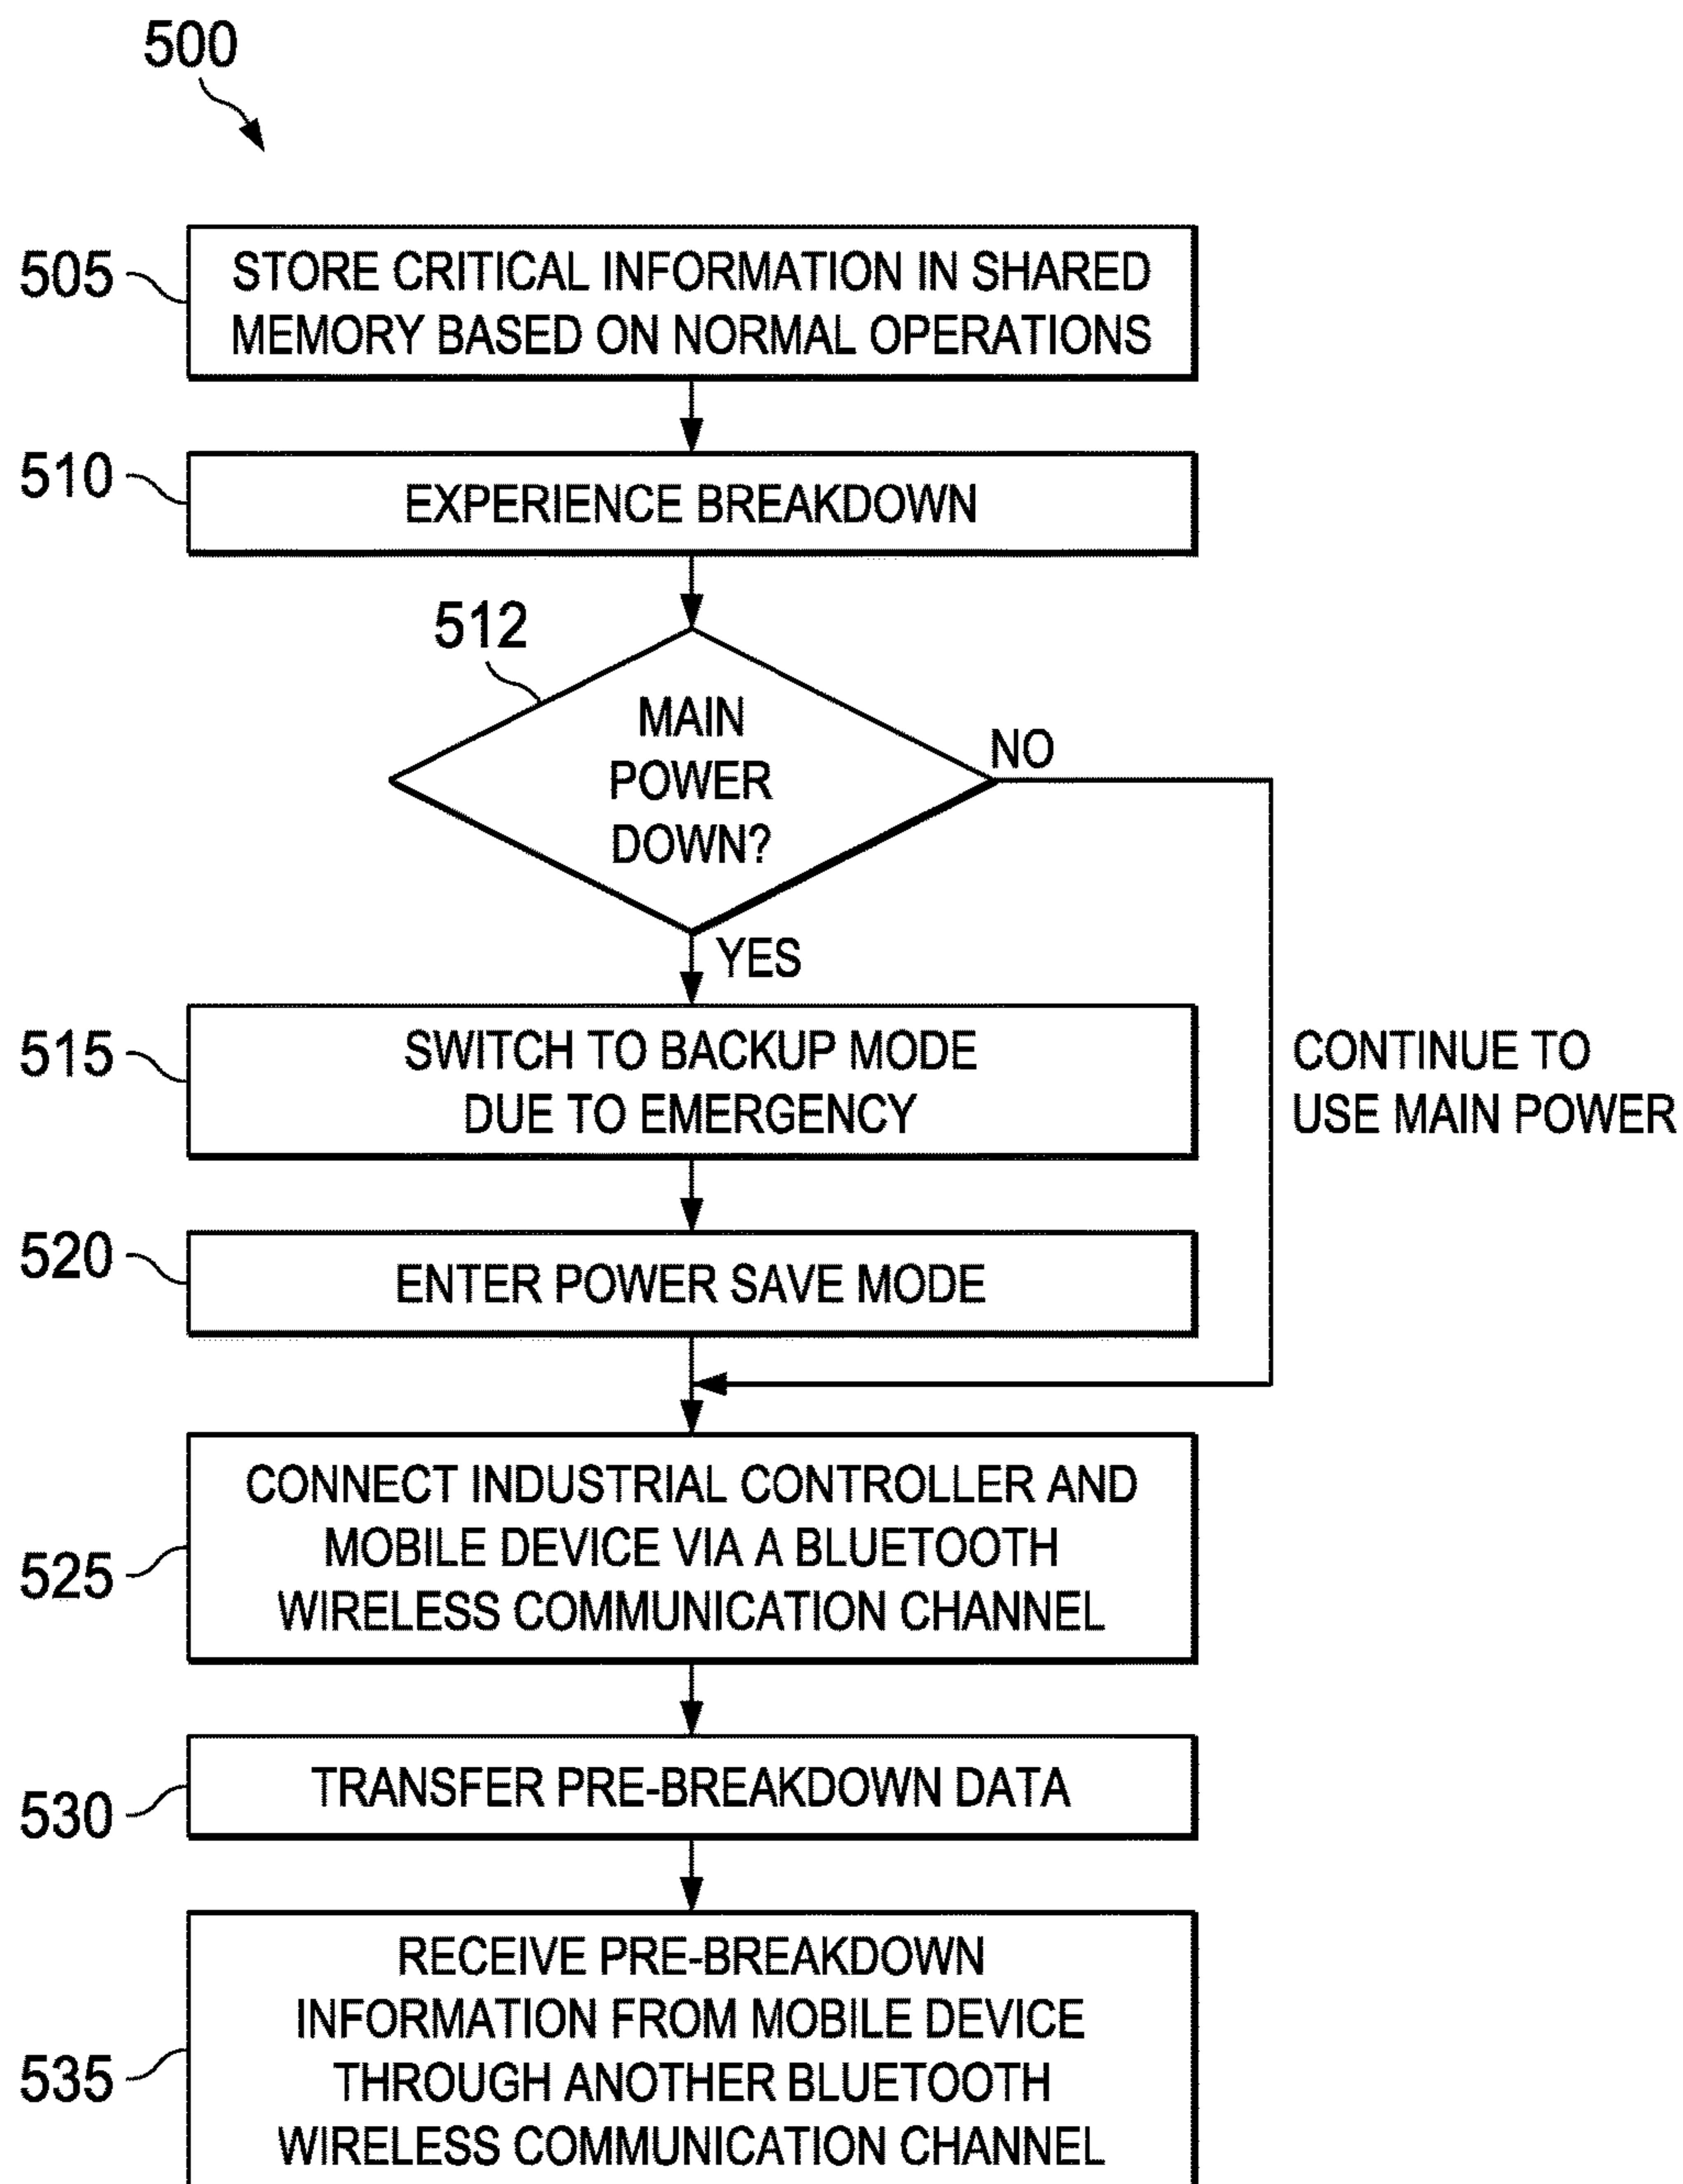 500
505
STORE CRITICAL INFORMATION IN SHARED
MEMORY BASED ON NORMAL OPERATIONS
510
EXPERIENCE BREAKDOWN
512
MAIN
POWER
DOWN?
NO
YES
515
SWITCH TO BACKUP MODE
DUE TO EMERGENCY
CONTINUE TO
USE MAIN POWER
520
ENTER POWER SAVE MODE
525
CONNECT INDUSTRIAL CONTROLLER AND
MOBILE DEVICE VIA A BLUETOOTH
WIRELESS COMMUNICATION CHANNEL
530
TRANSFER PRE-BREAKDOWN DATA
535
RECEIVE PRE-BREAKDOWN
INFORMATION FROM MOBILE DEVICE
THROUGH ANOTHER BLUETOOTH
WIRELESS COMMUNICATION CHANNEL